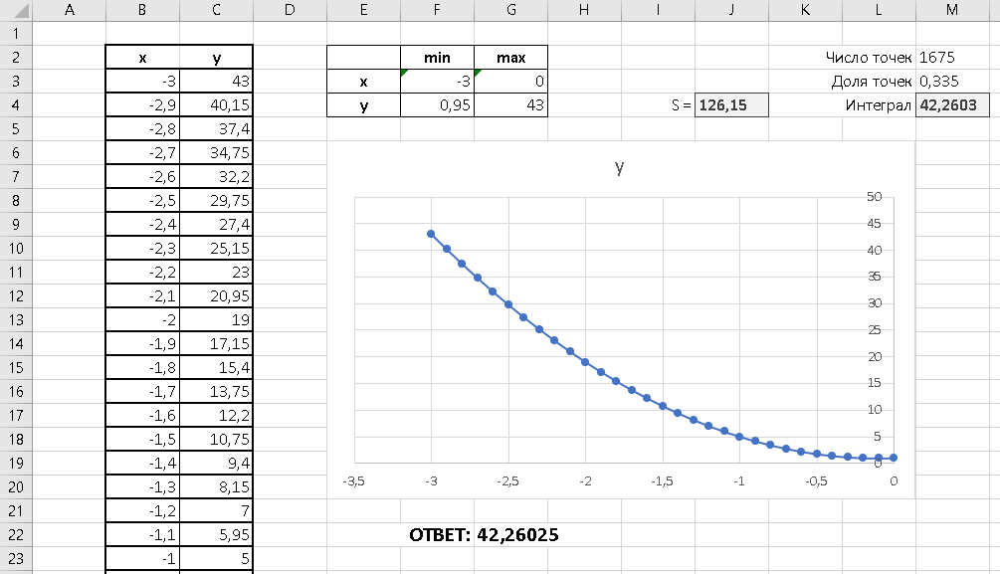 A B C D E F G H I J K L M
1
2 x y min max Число точек 1675
3 -3 43 x -3 0 Доля точек 0,335
4 -2,9 40,15 y 0,95 43 S = 126,15 Интеграл 42,2603
5 -2,8 37,4
6 -2,7 34,75
7 -2,6 32,2
8 -2,5 29,75
9 -2,4 27,4
10 -2,3 25,15
11 -2,2 23
12 -2,1 20,95
13 -2 19
14 -1,9 17,15
15 -1,8 15,4
16 -1,7 13,75
17 -1,6 12,2
18 -1,5 10,75
19 -1,4 9,4
20 -1,3 8,15
21 -1,2 7
22 -1,1 5,95
23 -1 5
y
50
45
40
35
30
25
20
15
10
5
0
-3,5 -3 -2,5 -2 -1,5 -1 -0,5 0
ОТВЕТ: 42,26025